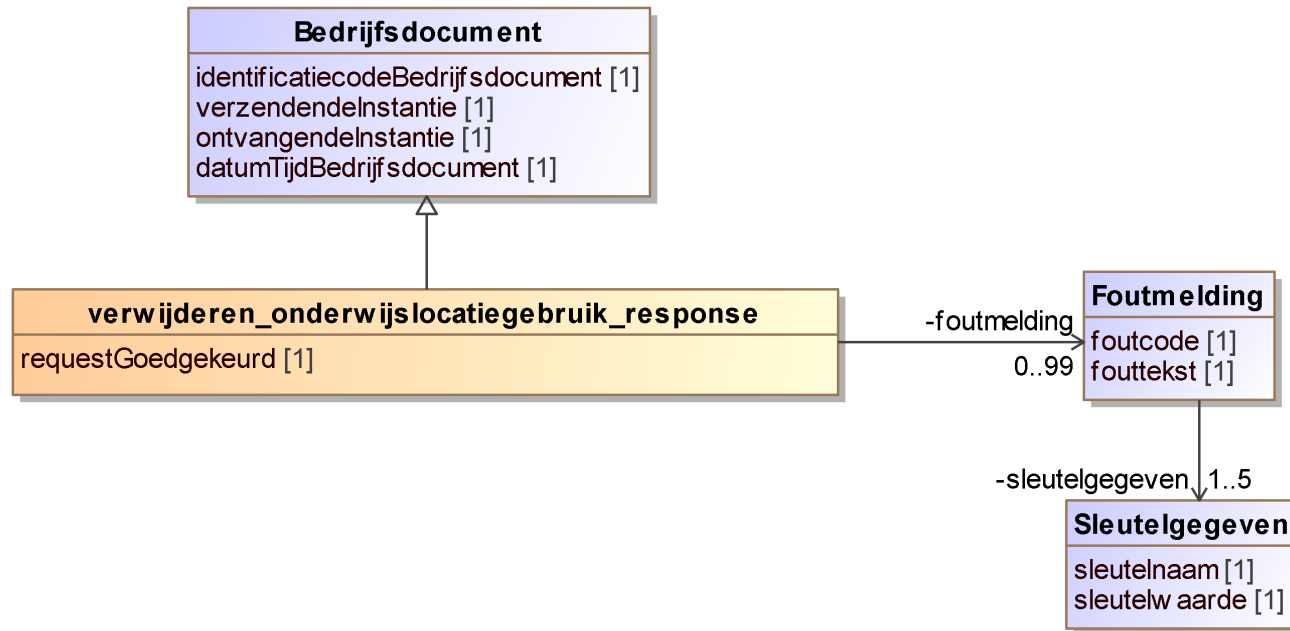 Bedrijfsdocument
identificatiecodeBedrijfsdocument [1]
verzendendeInstantie [1]
ontvangendeInstantie [1]
datumTijdBedrijfsdocument [1]
verwijderen_onderwijslocatiegebruik_response
requestGoedgekeurd [1]
-foutmelding
0..99
Foutmelding
foutcode [1]
fouttekst [1]
-sleutelgegeven 1..5
Sleutelgegeven
sleutelnaam [1]
sleutelwaarde [1]